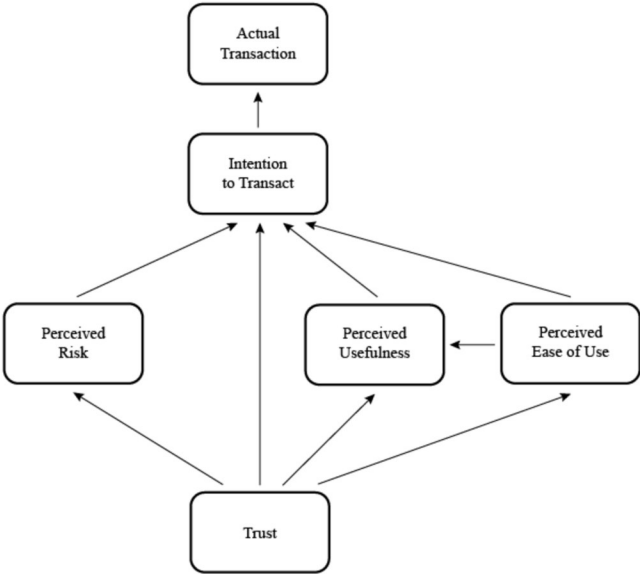 Actual
Transaction
Intention
to Transact
Perceived
Risk
Perceived
Usefulness
Perceived
Ease of Use
Trust